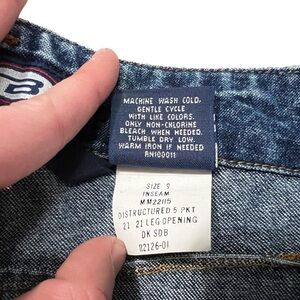 B
MACHINE WASH COLD,
GENTLE CYCLE
WITH LIKE COLORS.
ONLY NON-CHLORINE
BLEACH WHEN NEEDED.
TUMBLE DRY LOW.
WARM IRON IF NEEDED
RN100011
SIZE 9
INSEAM
MM22115
DISTRUCTURED 5 PKT
21 21 LEG OPENING
DK SDB
02126-01